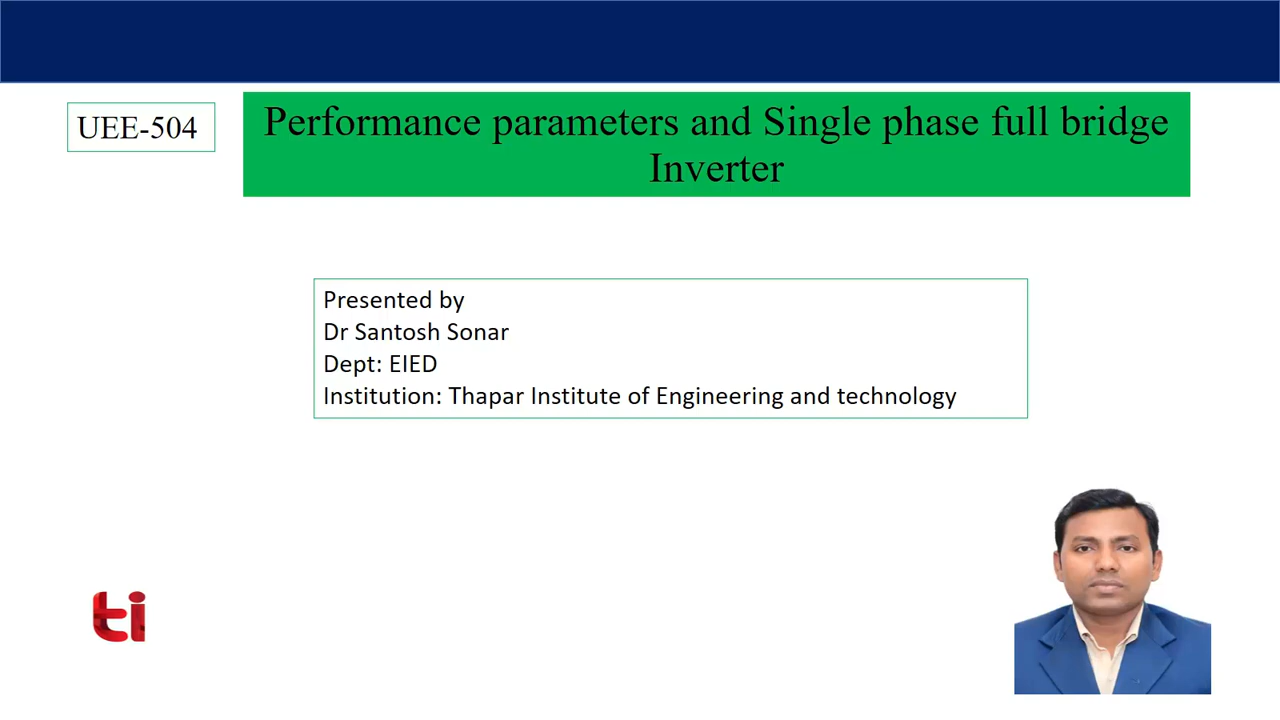 UEE-504
Performance parameters and Single phase full bridge
Inverter
Presented by
Dr Santosh Sonar
Dept: EIED
Institution: Thapar Institute of Engineering and technology
ti